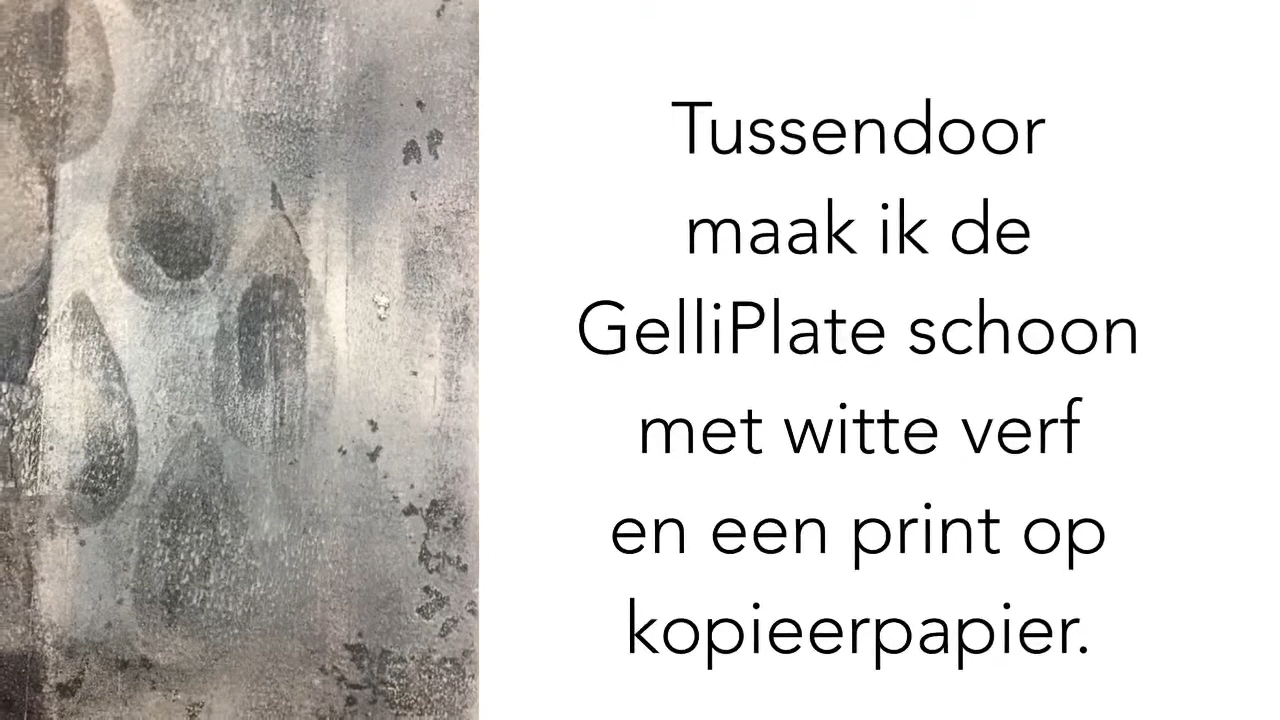 Tussendoor
maak ik de
GelliPlate schoon
met witte verf
en een print op
kopieerpapier.